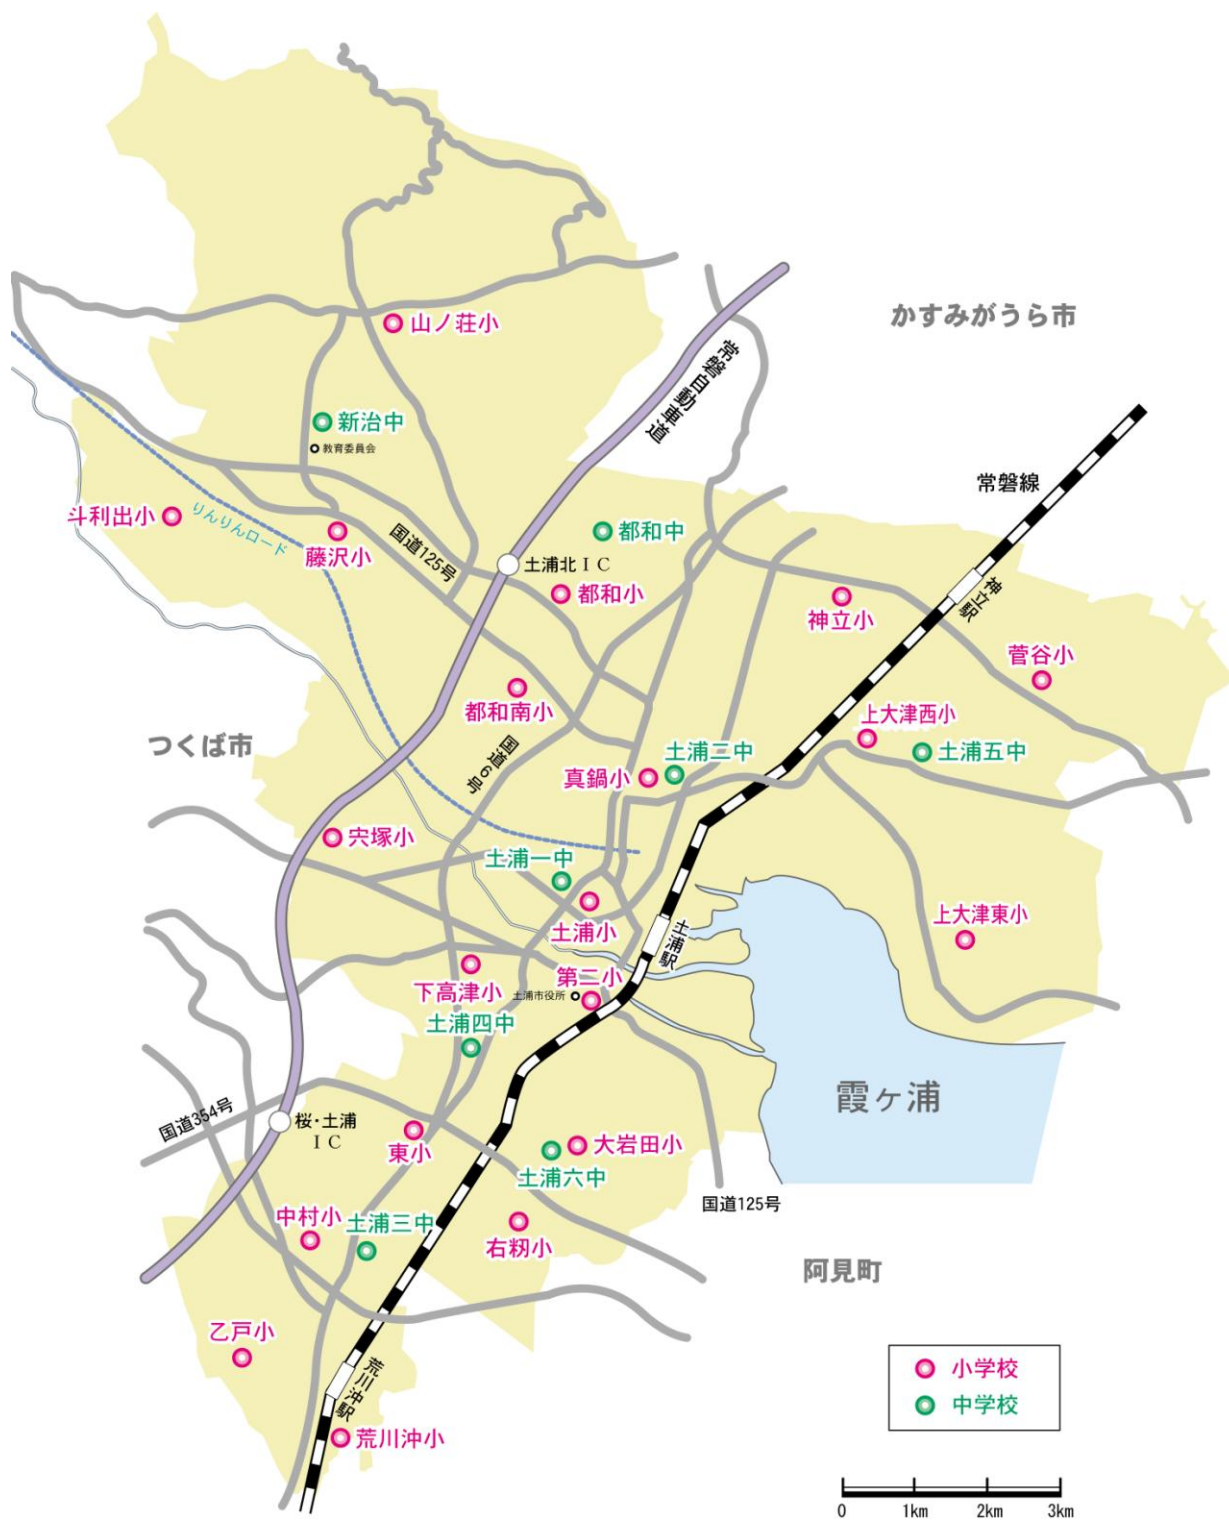 かすみがうら市
山ノ荘小
常磐自動車道
新治中
教育委員会
常磐線
斗利出小
りんりんロード
藤沢小
国道125号
都和中
土浦北IC
都和小
神立小
神立駅
菅谷小
都和南小
上大津西小
つくば市
国道6号
土浦二中
土浦五中
真鍋小
宍塚小
土浦一中
土浦小
土浦駅
上大津東小
下高津小
第二小
土浦市役所
土浦四中
霞ヶ浦
国道354号
桜・土浦
IC
東小
大岩田小
土浦六中
国道125号
中村小
土浦三中
右籾小
阿見町
乙戸小
荒川沖駅
小学校
中学校
荒川沖小
0 1km 2km 3km